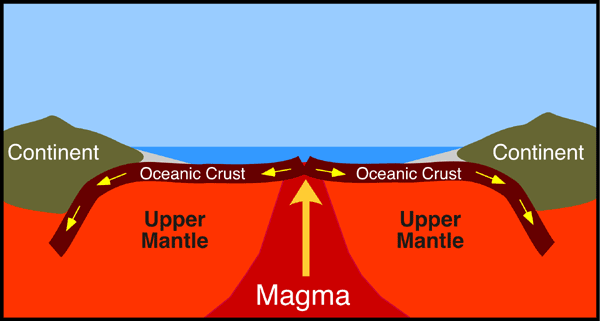 Continent
Continent
Oceanic Crust
Oceanic Crust
Upper
Mantle
Upper
Mantle
Magma